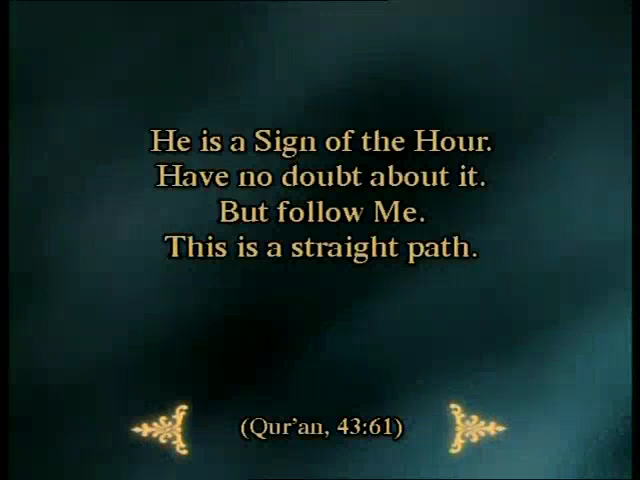 He is a Sign of the Hour.
Have no doubt about it.
But follow Me.
This is a straight path.
(Qur'an, 43:61)